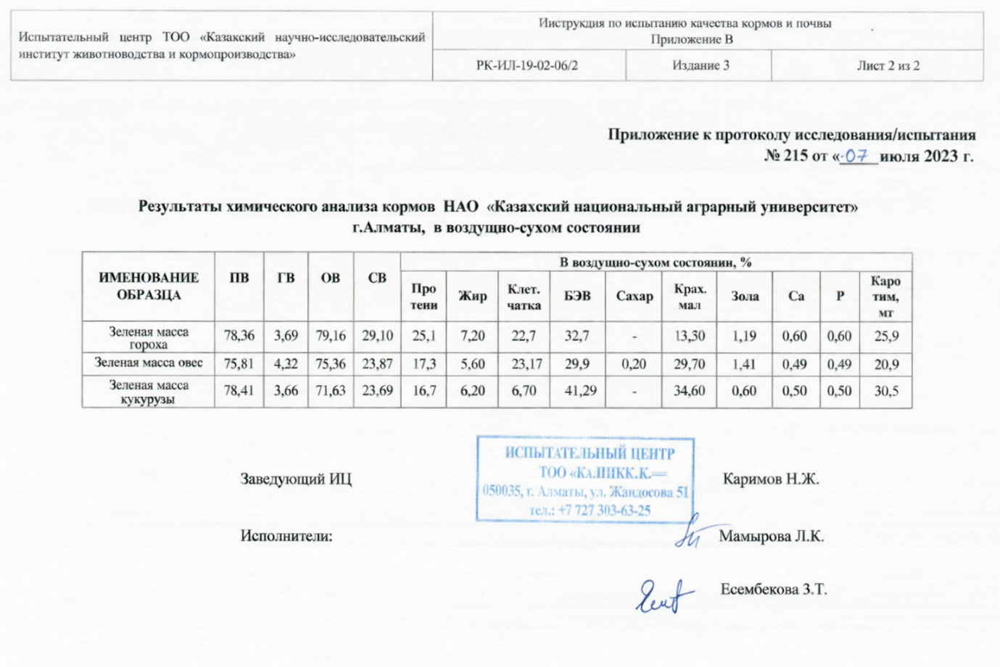 Испытательный центр ТОО «Казакский научно-исследовательский
институт животноводства и кормопроизводства»
Инструкция по испытанию качества кормов и почвы
Приложение В
РК-ИЛ-19-02-06/2 Издание 3 Лист 2 из 2
Приложение к протоколу исследования/испытания
№ 215 от «07 июля 2023 г.
Результаты химического анализа кормов НАО «Казахский национальный аграрный университет»
г.Алматы, в воздущно-сухом состоянии
ИМЕНОВАНИЕ ОБРАЗЦА ПВ ГВ ОВ СВ В воздущно-сухом состоянии, %
Про тени Жир Клет. чатка БЭВ Сахар Крах. мал Зола Са Р Каро тим, мт
Зеленая масса гороха 78,36 3,69 79,16 29,10 25,1 7,20 22,7 32,7 - 13,50 1,19 0,60 0,60 25,9
Зеленая масса овес 75,81 4,22 75,36 23,87 17,3 5,60 23,17 29,9 0,20 29,70 1,41 0,49 0,49 20,9
Зеленая масса кукурузы 78,41 3,66 71,63 23,69 16,7 6,20 6,70 41,29 - 34,60 0,60 0,50 0,50 30,5
ИСПЫТАТЕЛЬНЫЙ ЦЕНТР
ТОО «КАЛИКК.К.
050035, г. Алматы, ул. Жандосова 51
тел.: +7 727 303-63-25
Заведующий ИЦ Каримов Н.Ж.
Исполнители: Мамырова Л.К.
Есембекова З.Т.